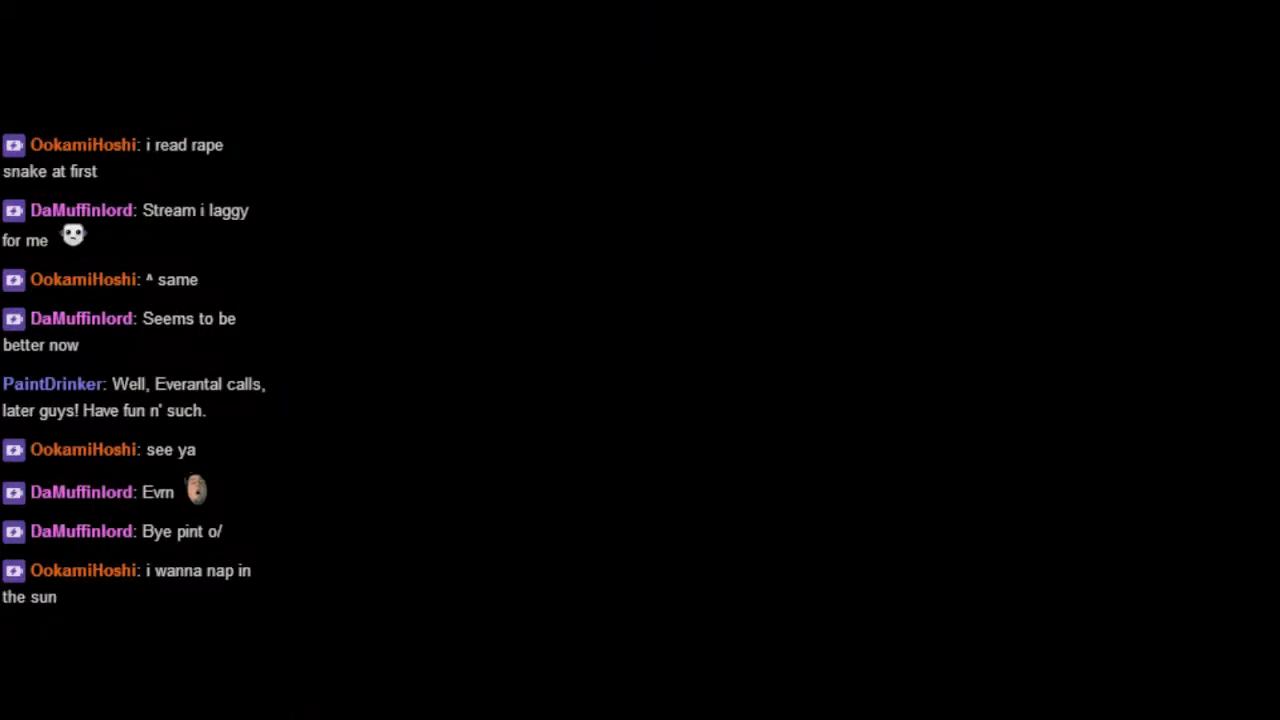 OokamiHoshi: i read rape
snake at first
DaMuffinlord: Stream i laggy
for me
OokamiHoshi: ^ same
DaMuffinlord: Seems to be
better now
PaintDrinker: Well, Everantal calls,
later guys! Have fun n' such.
OokamiHoshi: see ya
DaMuffinlord: Evrn
DaMuffinlord: Bye pint o/
OokamiHoshi: i wanna nap in
the sun